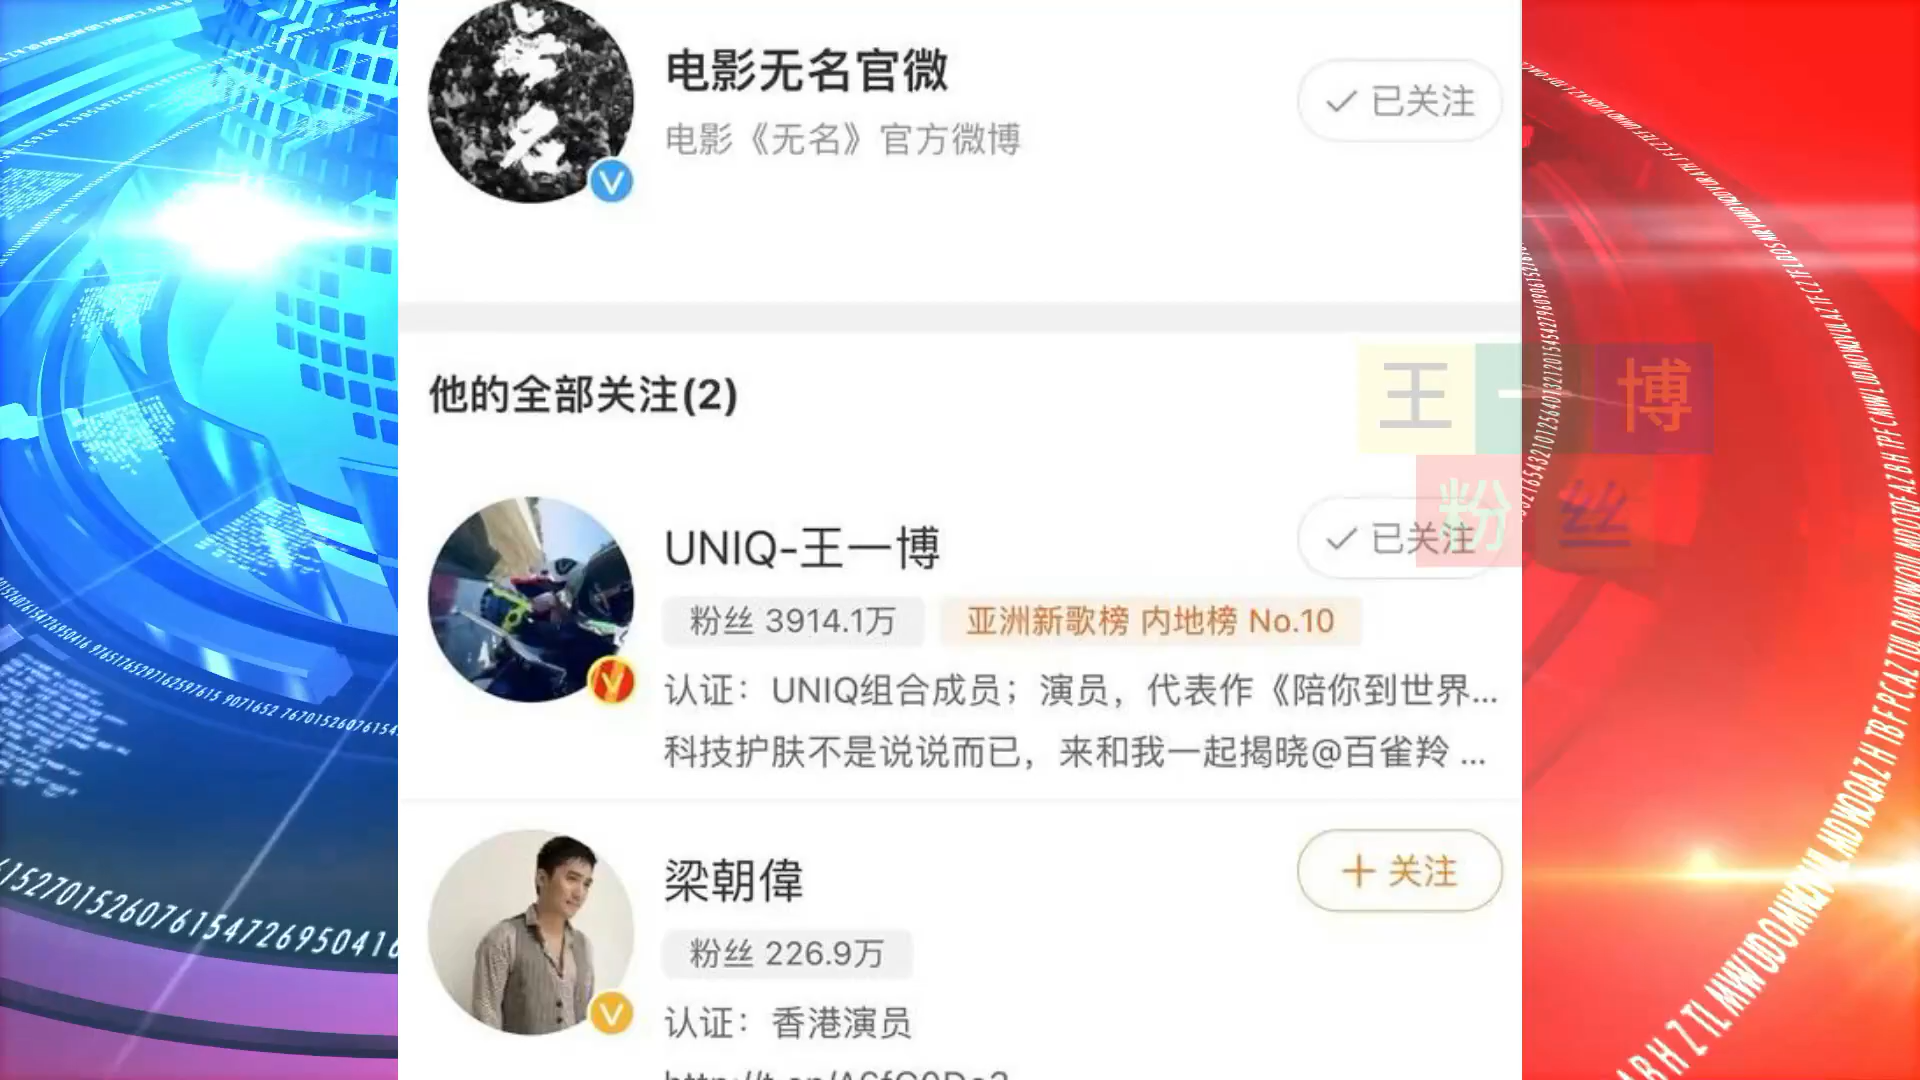 电影无名官微
已关注
电影《无名》官方微博
他的全部关注(2)
王一博
粉丝
UNIQ-王一博
已关注
粉丝 3914.1万
亚洲新歌榜 内地榜 No.10
认证：UNIQ组合成员；演员，代表作《陪你到世界...
科技护肤不是说说而已，来和我一起揭晓@百雀羚 ...
梁朝偉
关注
粉丝 226.9万
认证：香港演员